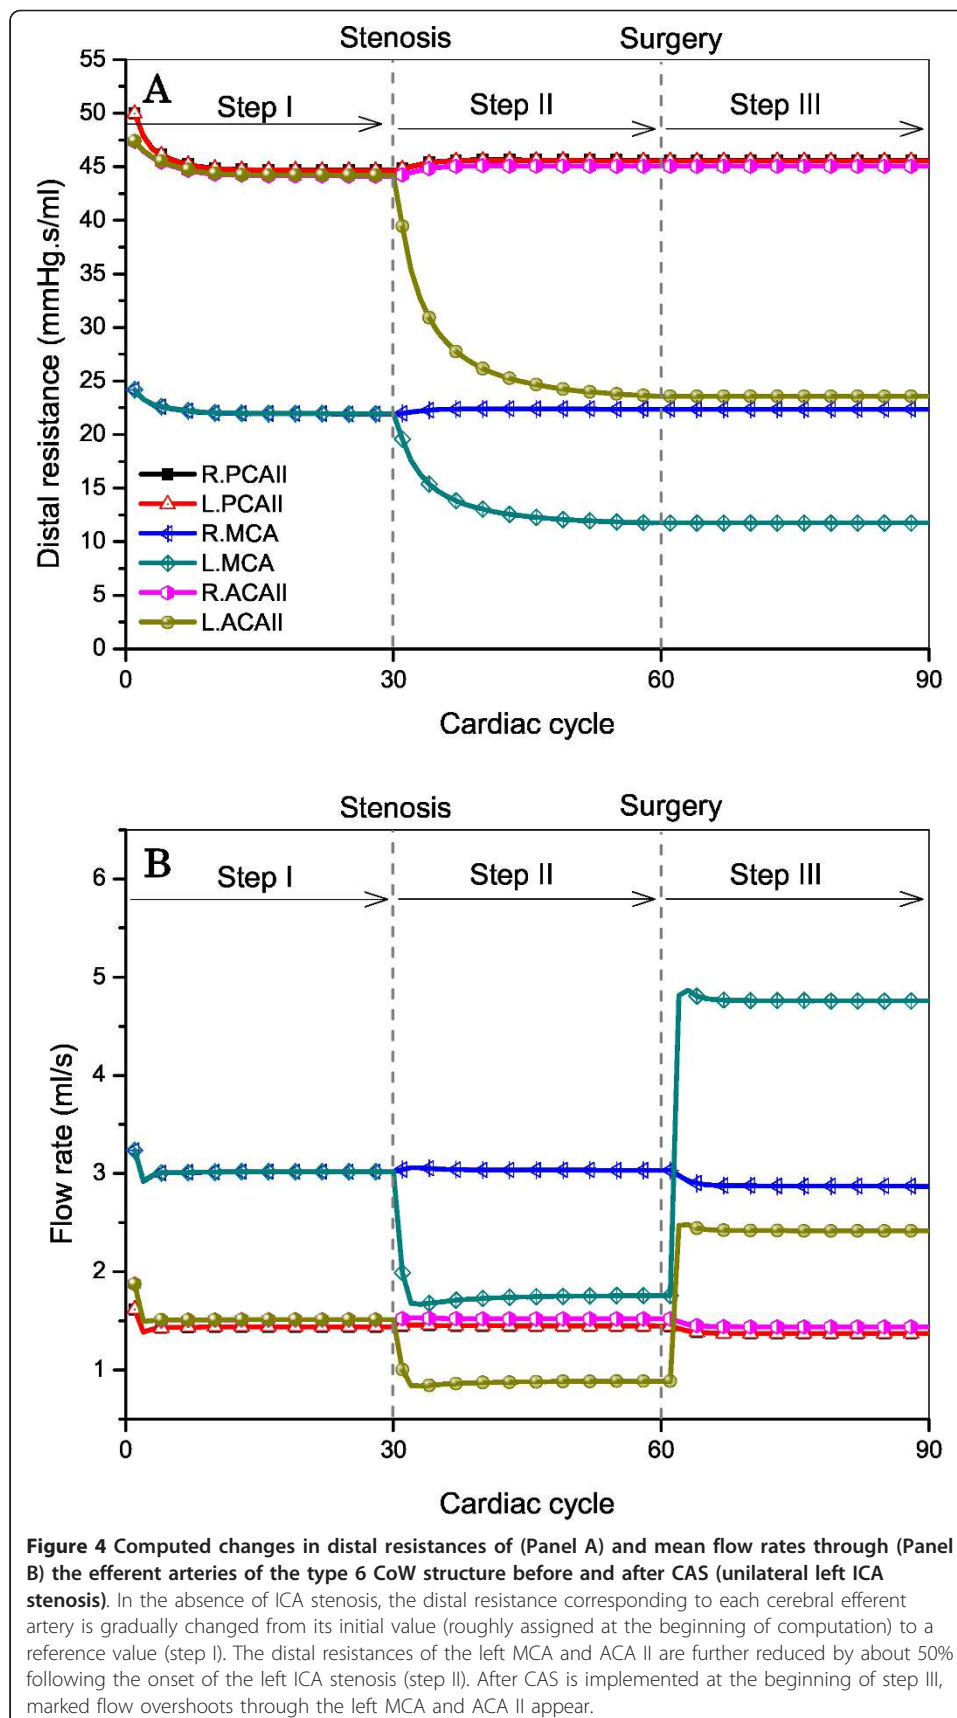 Stenosis Surgery
A
Step I Step II Step III
55
50
45
40
35
30
25
20
15
10
5
0
Distal resistance (mmHg.s/ml)
R.PCAII
L.PCAII
R.MCA
L.MCA
R.ACAII
L.ACAII
0 30 60 90
Cardiac cycle
Stenosis Surgery
B
Step I Step II Step III
6
5
4
3
2
1
Flow rate (ml/s)
0 30 60 90
Cardiac cycle
Figure 4 Computed changes in distal resistances of (Panel A) and mean flow rates through (Panel
B) the efferent arteries of the type 6 CoW structure before and after CAS (unilateral left ICA
stenosis). In the absence of ICA stenosis, the distal resistance corresponding to each cerebral efferent
artery is gradually changed from its initial value (roughly assigned at the beginning of computation) to a
reference value (step I). The distal resistances of the left MCA and ACA II are further reduced by about 50%
following the onset of the left ICA stenosis (step II). After CAS is implemented at the beginning of step III,
marked flow overshoots through the left MCA and ACA II appear.